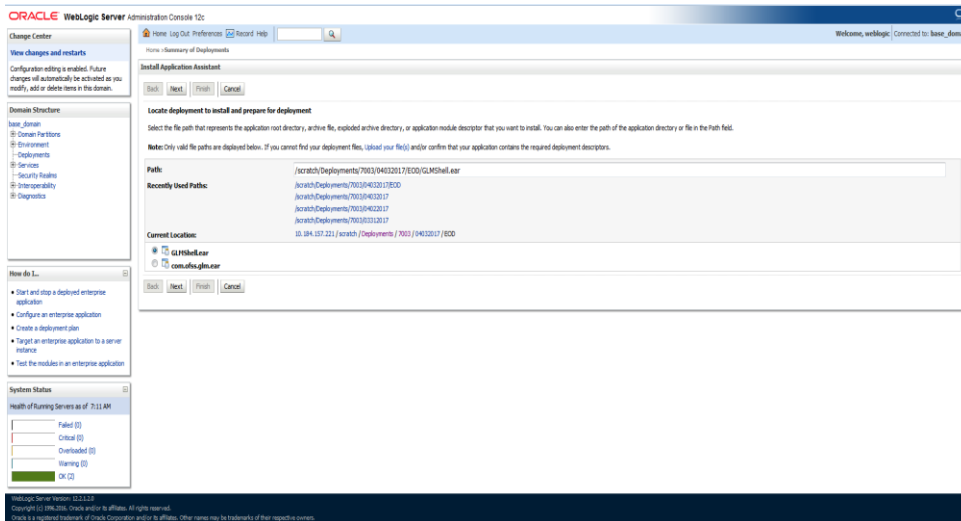 ORACLE WebLogic Server Administration Console 12c
Change Center
View changes and restarts
Configuration editing is enabled. Future
changes will automatically be activated as you
modify, add or delete items in this domain.
Domain Structure
base_domain
Domain Partitions
Environment
Deployments
Services
Security Realms
Interoperability
Diagnostics
How do I...
Start and stop a deployed enterprise
application
Configure an enterprise application
Create a deployment plan
Target an enterprise application to a server
instance
Test the modules in an enterprise application
System Status
Health of Running Servers as of 7:11 AM
Failed (0)
Critical (0)
Overloaded (0)
Warning (0)
OK (2)
Home Log Out Preferences Record Help
Welcome, weblogic Connected to: base_doma
Home >Summary of Deployments
Install Application Assistant
Back Next Finish Cancel
Locate deployment to install and prepare for deployment
Select the file path that represents the application root directory, archive file, exploded archive directory, or application module descriptor that you want to install. You can also enter the path of the application directory or file in the Path field.
Note: Only valid file paths are displayed below. If you cannot find your deployment files, Upload your file(s) and/or confirm that your application contains the required deployment descriptors.
Path: /scratch/Deployments/7003/04032017/EOD/GLMShell.ear
Recently Used Paths: /scratch/Deployments/7003/04032017/EOD
/scratch/Deployments/7003/04032017
/scratch/Deployments/7003/04022017
/scratch/Deployments/7003/03312017
Current Location: 10.184.157.221 / scratch / Deployments / 7003 / 04032017 / EOD
GLMShell.ear
com.ofss.glm.ear
Back Next Finish Cancel
WebLogic Server Version: 12.2.1.2.0
Copyright (c) 1996,2016, Oracle and/or its affiliates. All rights reserved.
Oracle is a registered trademark of Oracle Corporation and/or its affiliates. Other names may be trademarks of their respective owners.